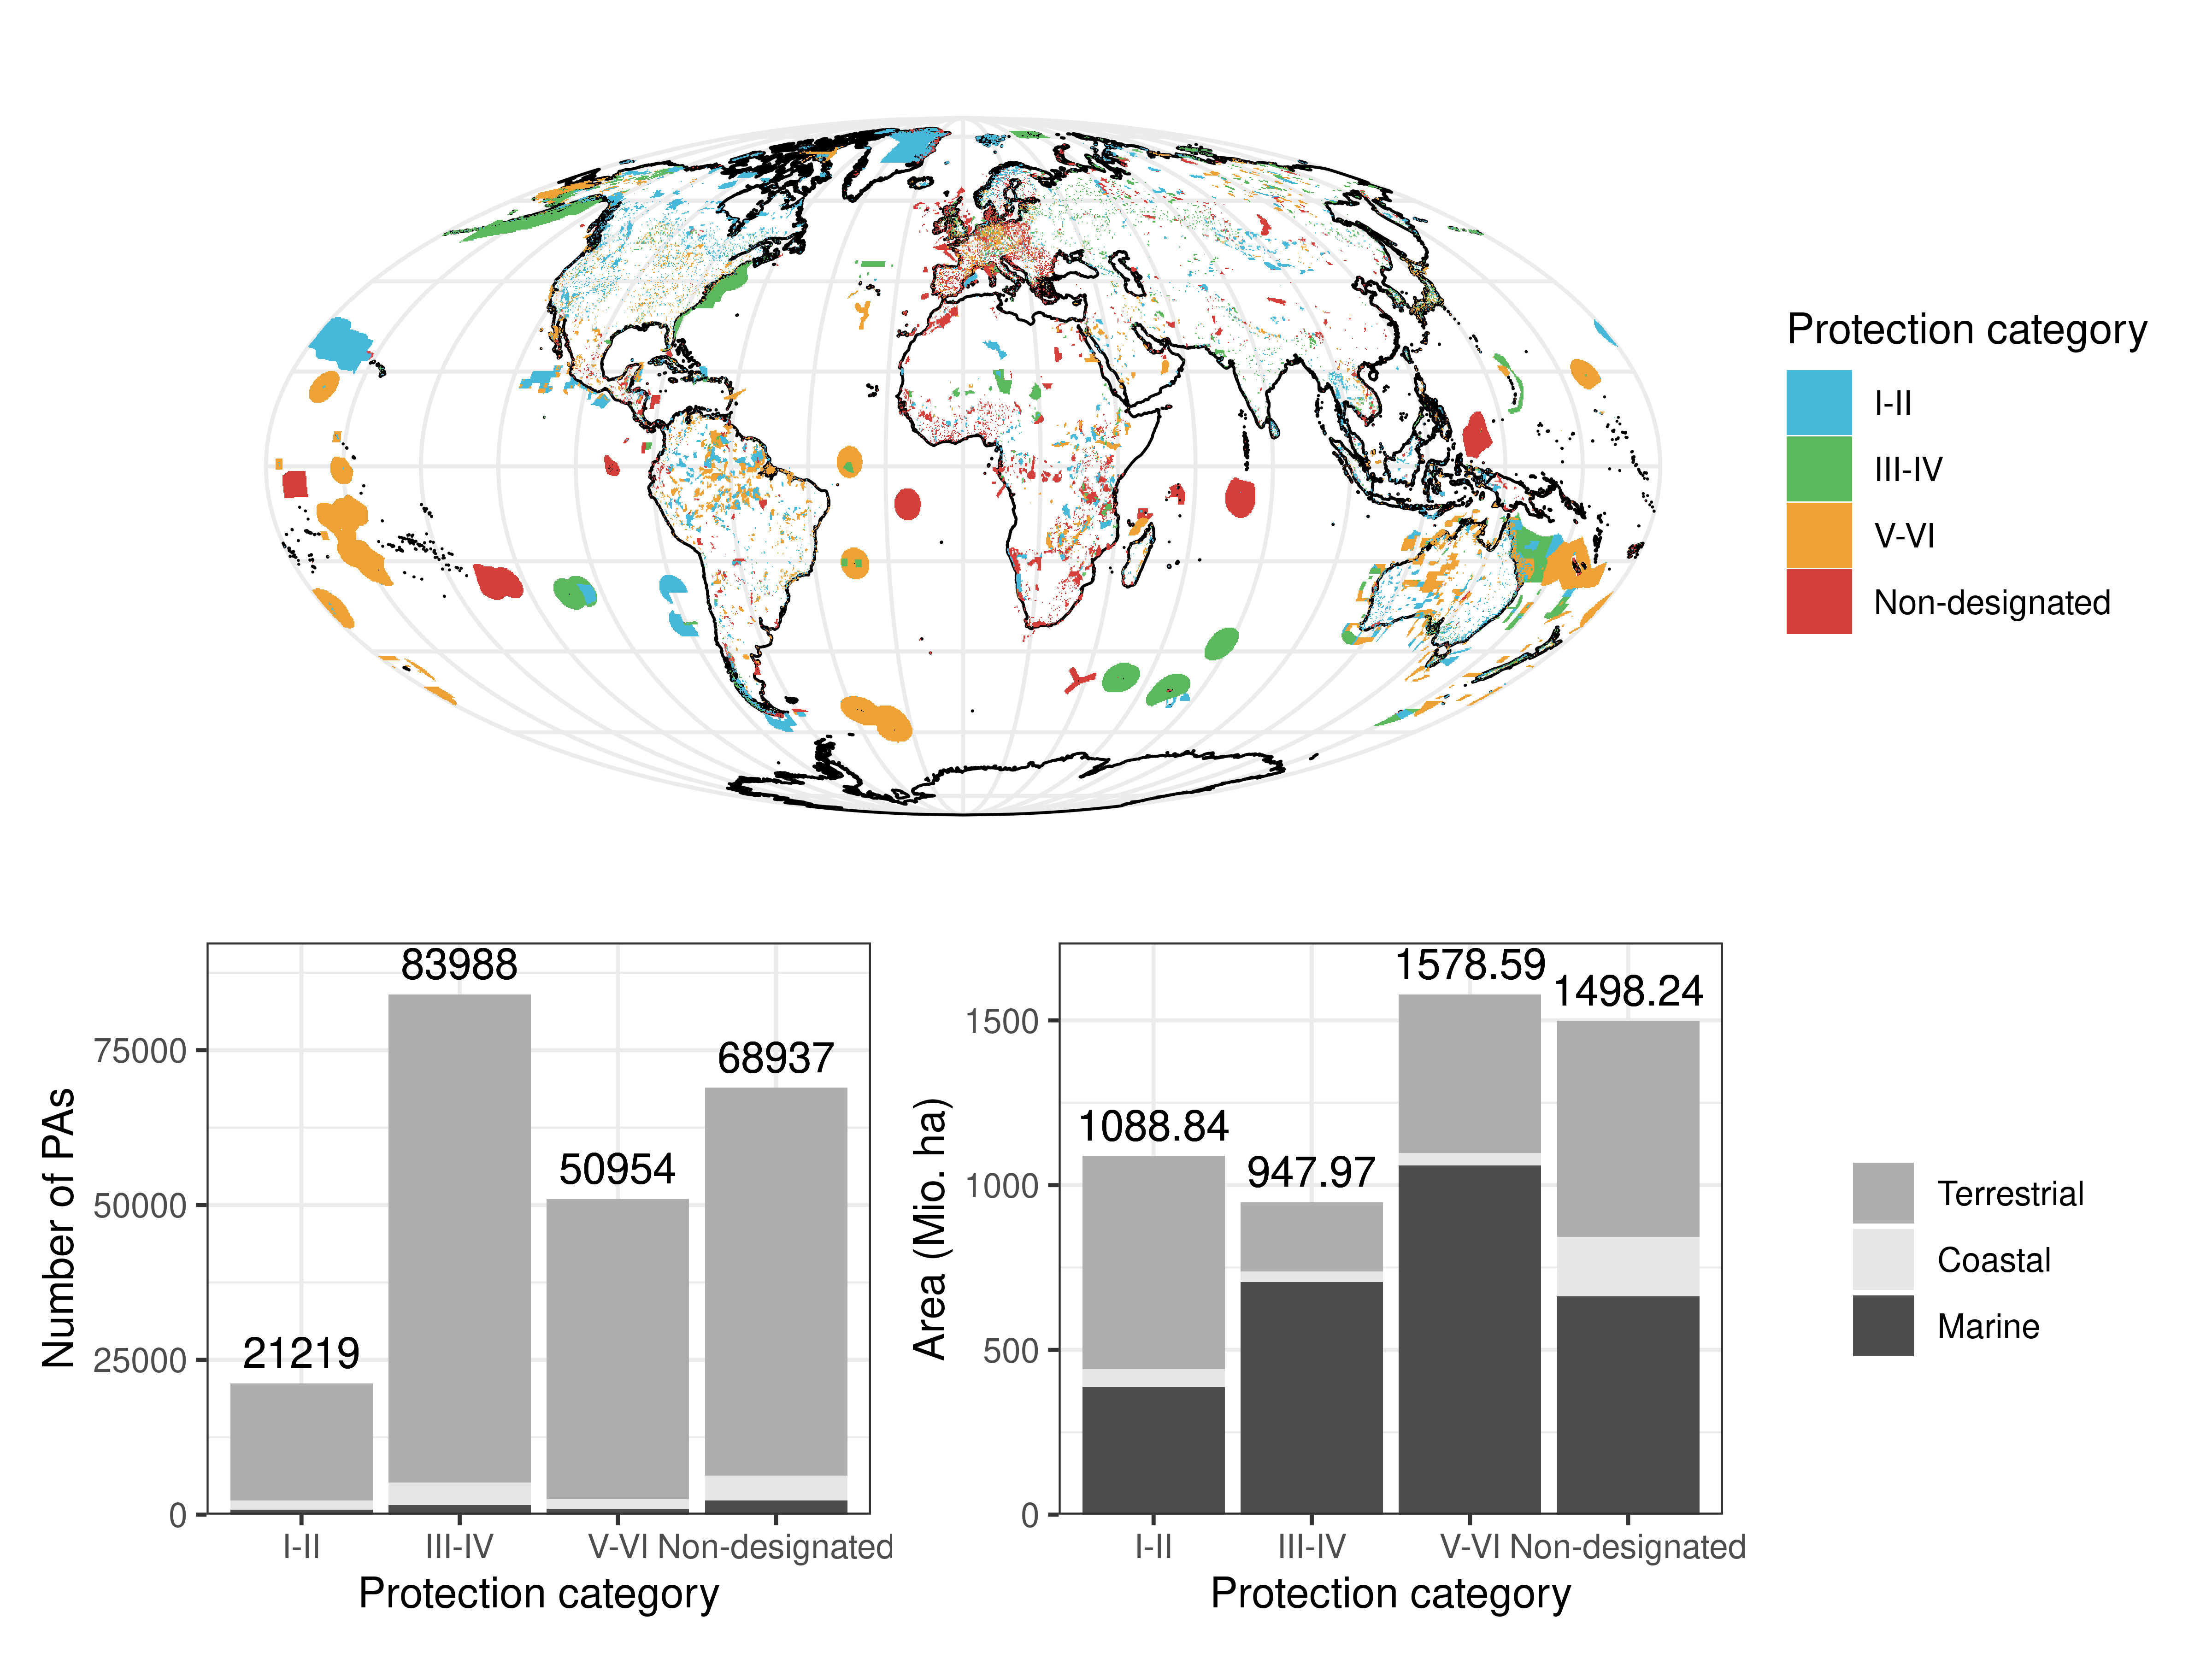 Protection category
I-II
III-IV
V-VI
Non-designated
Number of PAs
75000
50000
25000
0
83988
68937
50954
21219
I-II
III-IV
V-VI
Non-designated
Protection category
Area (Mio. ha)
1500
1000
500
0
1578.59
1498.24
1088.84
947.97
I-II
III-IV
V-VI
Non-designated
Protection category
Terrestrial
Coastal
Marine